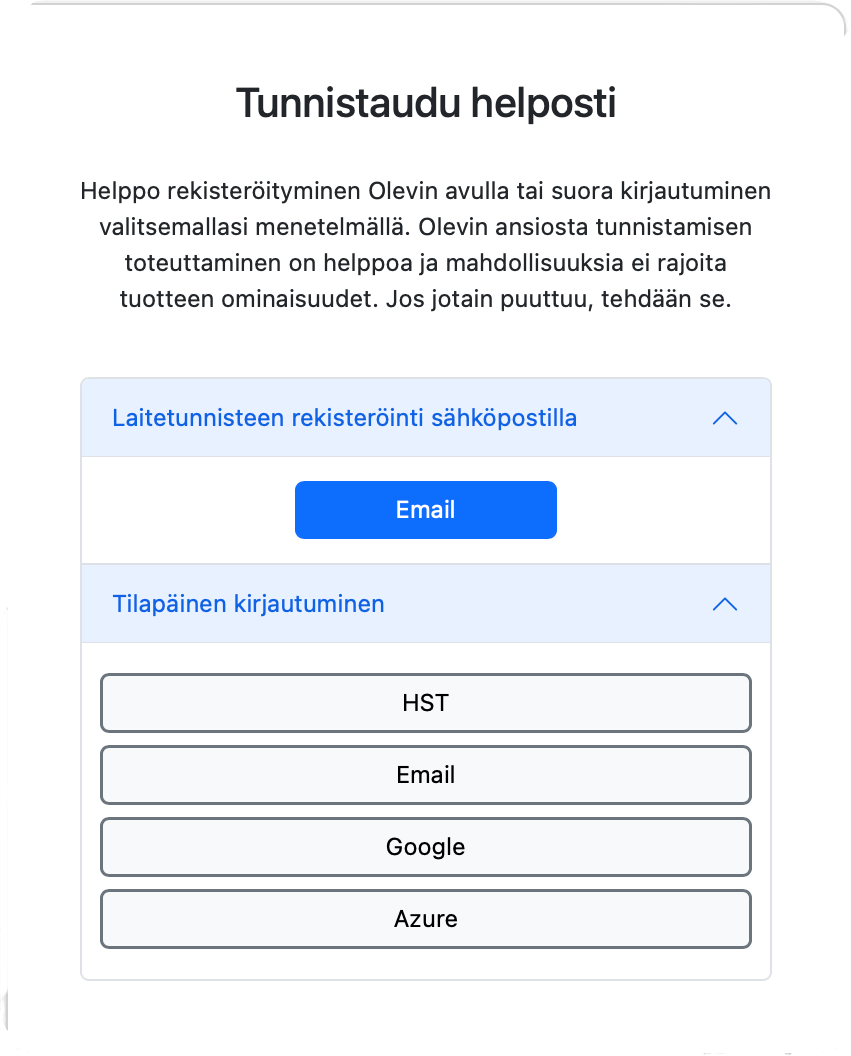 Tunnistaudu helposti
Helppo rekisteröityminen Olevin avulla tai suora kirjautuminen
valitsemallasi menetelmällä. Olevin ansiosta tunnistamisen
toteuttaminen on helppoa ja mahdollisuuksia ei rajoita
tuotteen ominaisuudet. Jos jotain puuttuu, tehdään se.
Laitetunnisteen rekisteröinti sähköpostilla
Email
Tilapäinen kirjautuminen
HST
Email
Google
Azure